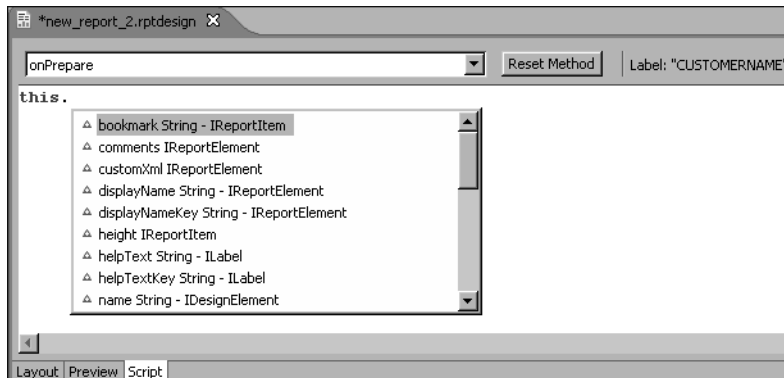 *new_report_2.rptdesign
onPrepare Reset Method Label: "CUSTOMERNAME"
this.
bookmark String - IReportItem
comments IReportElement
customXml IReportElement
displayName String - IReportElement
displayNameKey String - IReportElement
height IReportItem
helpText String - ILabel
helpTextKey String - ILabel
name String - IDesignElement
Layout Preview Script